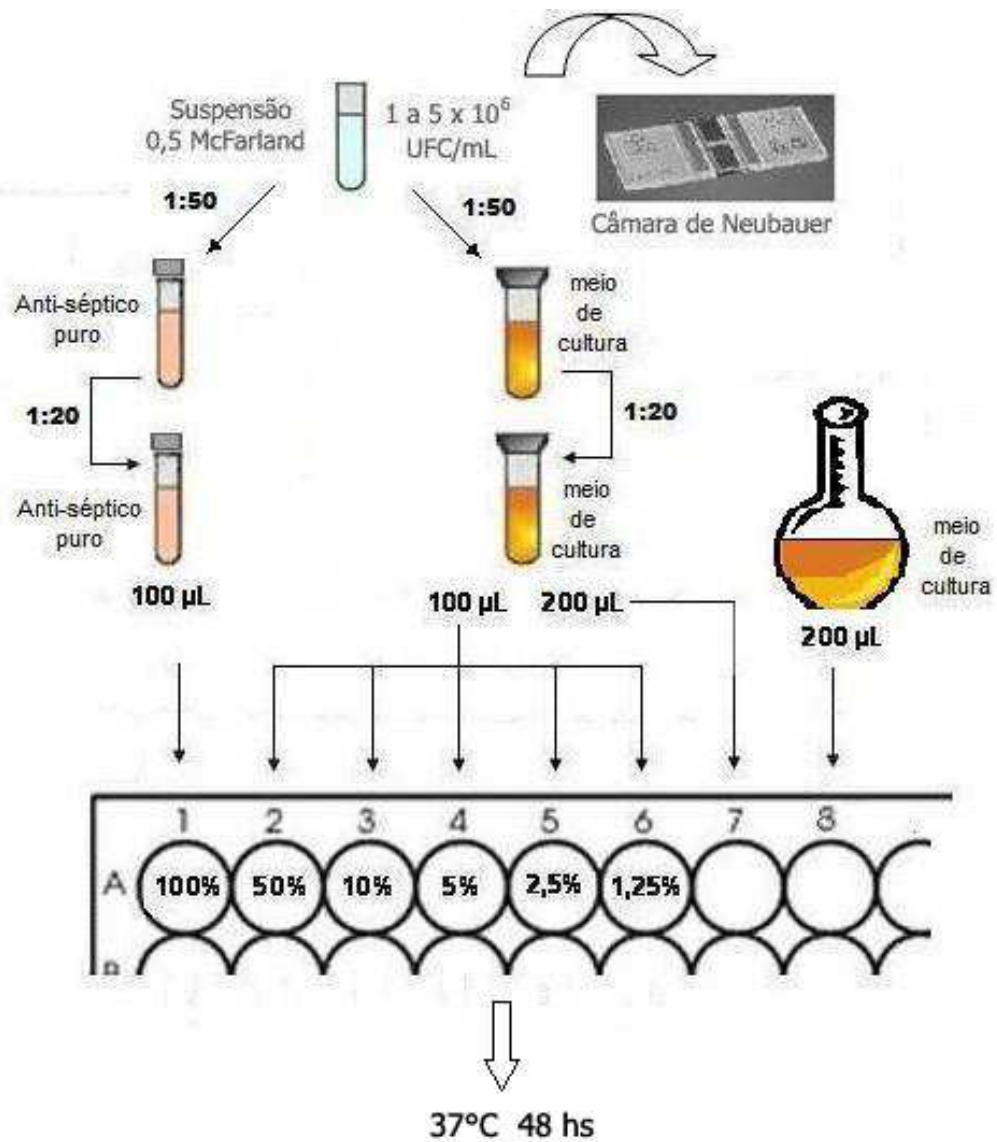 Suspensão
0,5 McFarland
1 a 5 x 10⁶
UFC/mL
Câmara de Neubauer
1:50
1:50
Anti-séptico
puro
meio
de
cultura
1:20
1:20
Anti-séptico
puro
meio
de
cultura
meio
de
cultura
100 µL
100 µL
200 µL
200 µL
1 2 3 4 5 6 7 8
A 100% 50% 10% 5% 2,5% 1,25%
37°C 48 hs